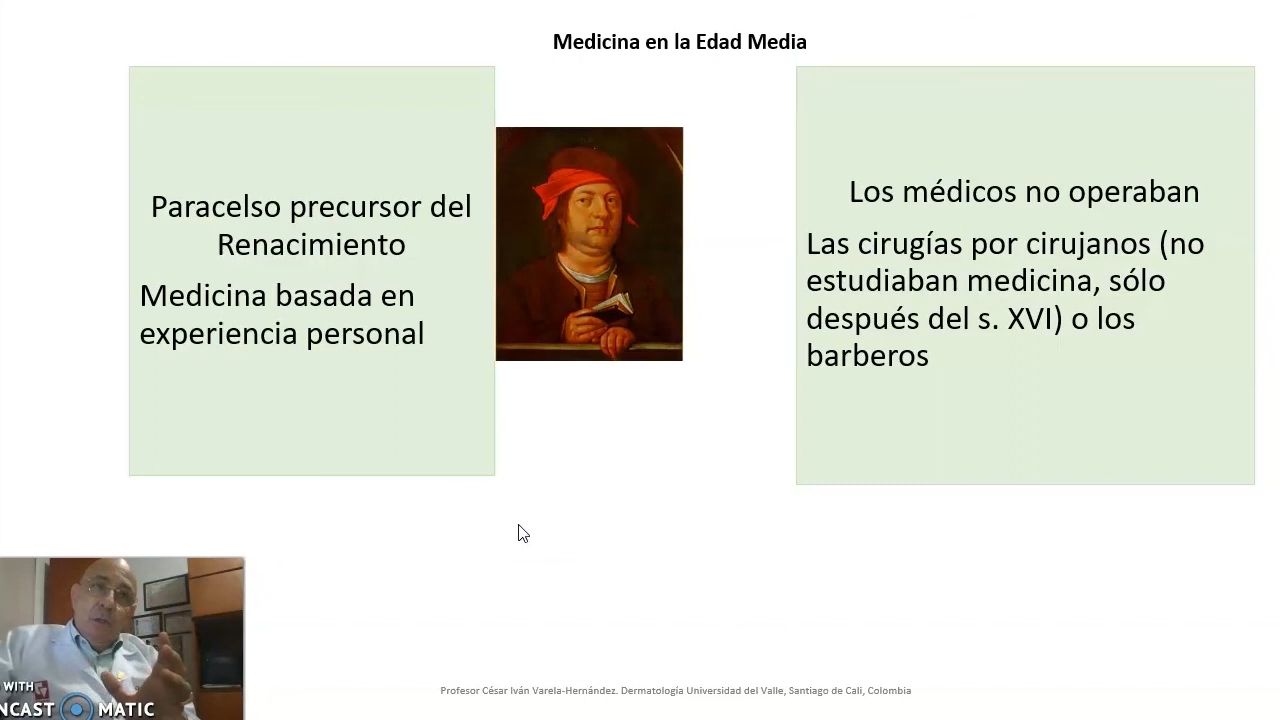 Medicina en la Edad Media
Paracelso precursor del
Renacimiento
Medicina basada en
experiencia personal
Los médicos no operaban
Las cirugías por cirujanos (no
estudiaban medicina, sólo
después del s. XVI) o los
barberos
WITH
NCAST MATIC
Profesor César Iván Varela-Hernández. Dermatología Universidad del Valle, Santiago de Cali, Colombia